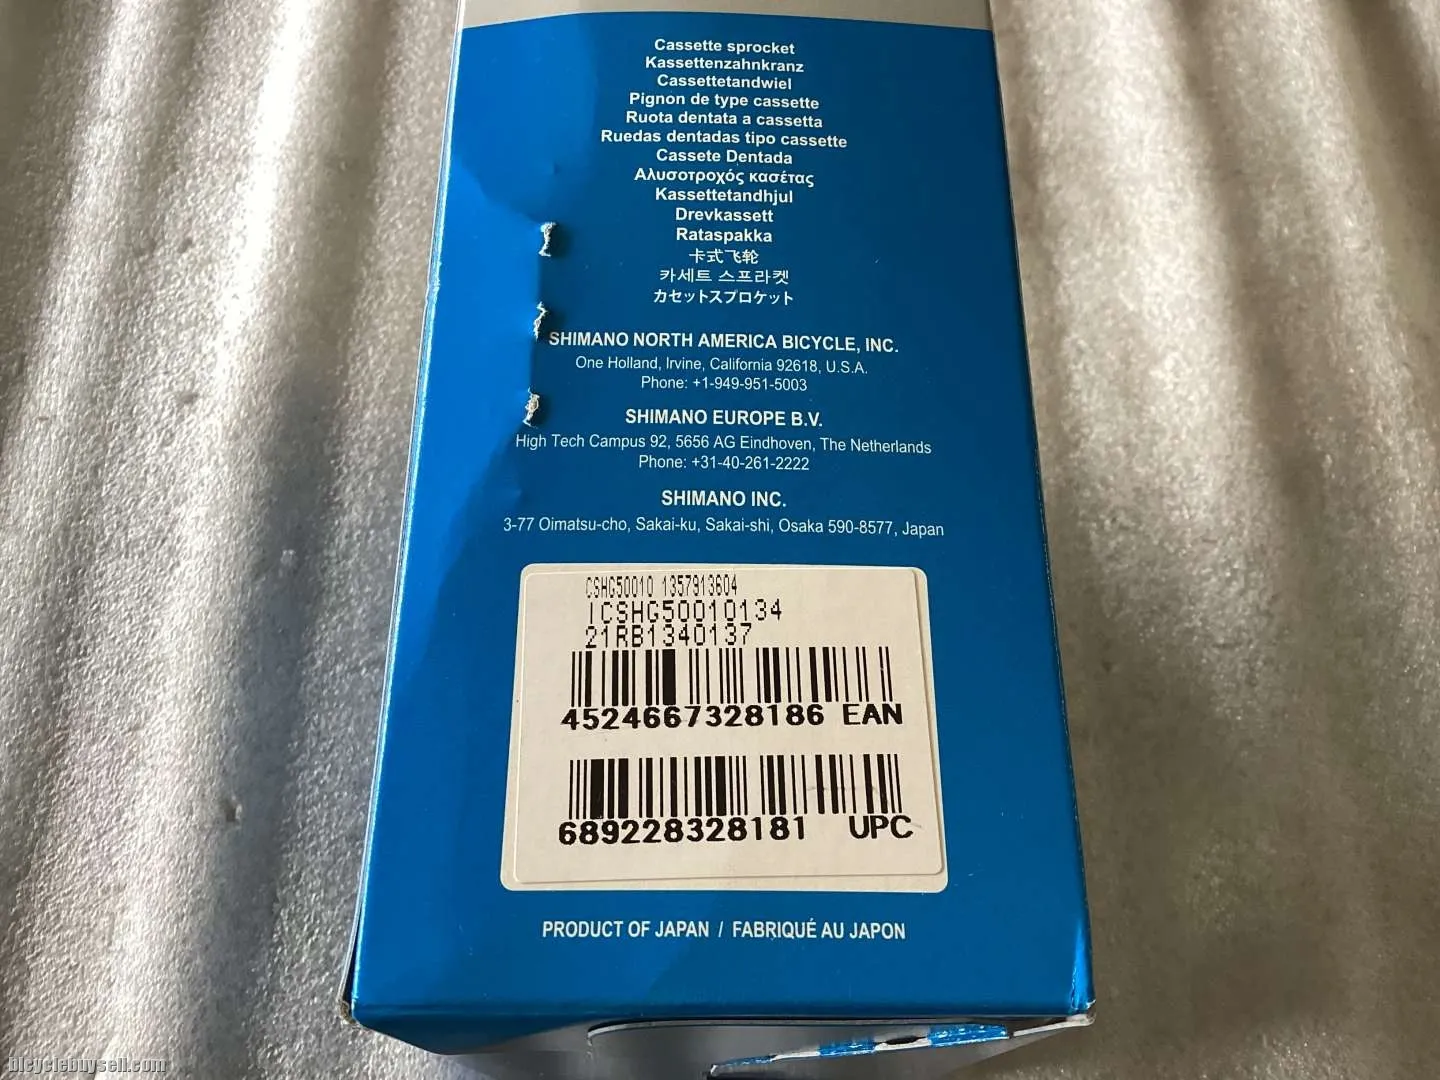 Cassette sprocket
Kassettenzahnkranz
Cassettetandwiel
Pignon de type cassette
Ruota dentata a cassetta
Ruedas dentadas tipo cassette
Cassete Dentada
Αλυσοτροχός κασέτας
Kassettetandhjul
Drevkassett
Rataspakka
卡式飞轮
카세트 스프라켓
カセットスプロケット
SHIMANO NORTH AMERICA BICYCLE, INC.
One Holland, Irvine, California 92618, U.S.A.
Phone: +1-949-951-5003
SHIMANO EUROPE B.V.
High Tech Campus 92, 5656 AG Eindhoven, The Netherlands
Phone: +31-40-261-2222
SHIMANO INC.
3-77 Oimatsu-cho, Sakai-ku, Sakai-shi, Osaka 590-8577, Japan
CSHG50010 1357913604
ICSHG50010134
21RB1340137
4524667328186 EAN
689228328181 UPC
PRODUCT OF JAPAN / FABRIQUÉ AU JAPON
bicyclebuysell.com